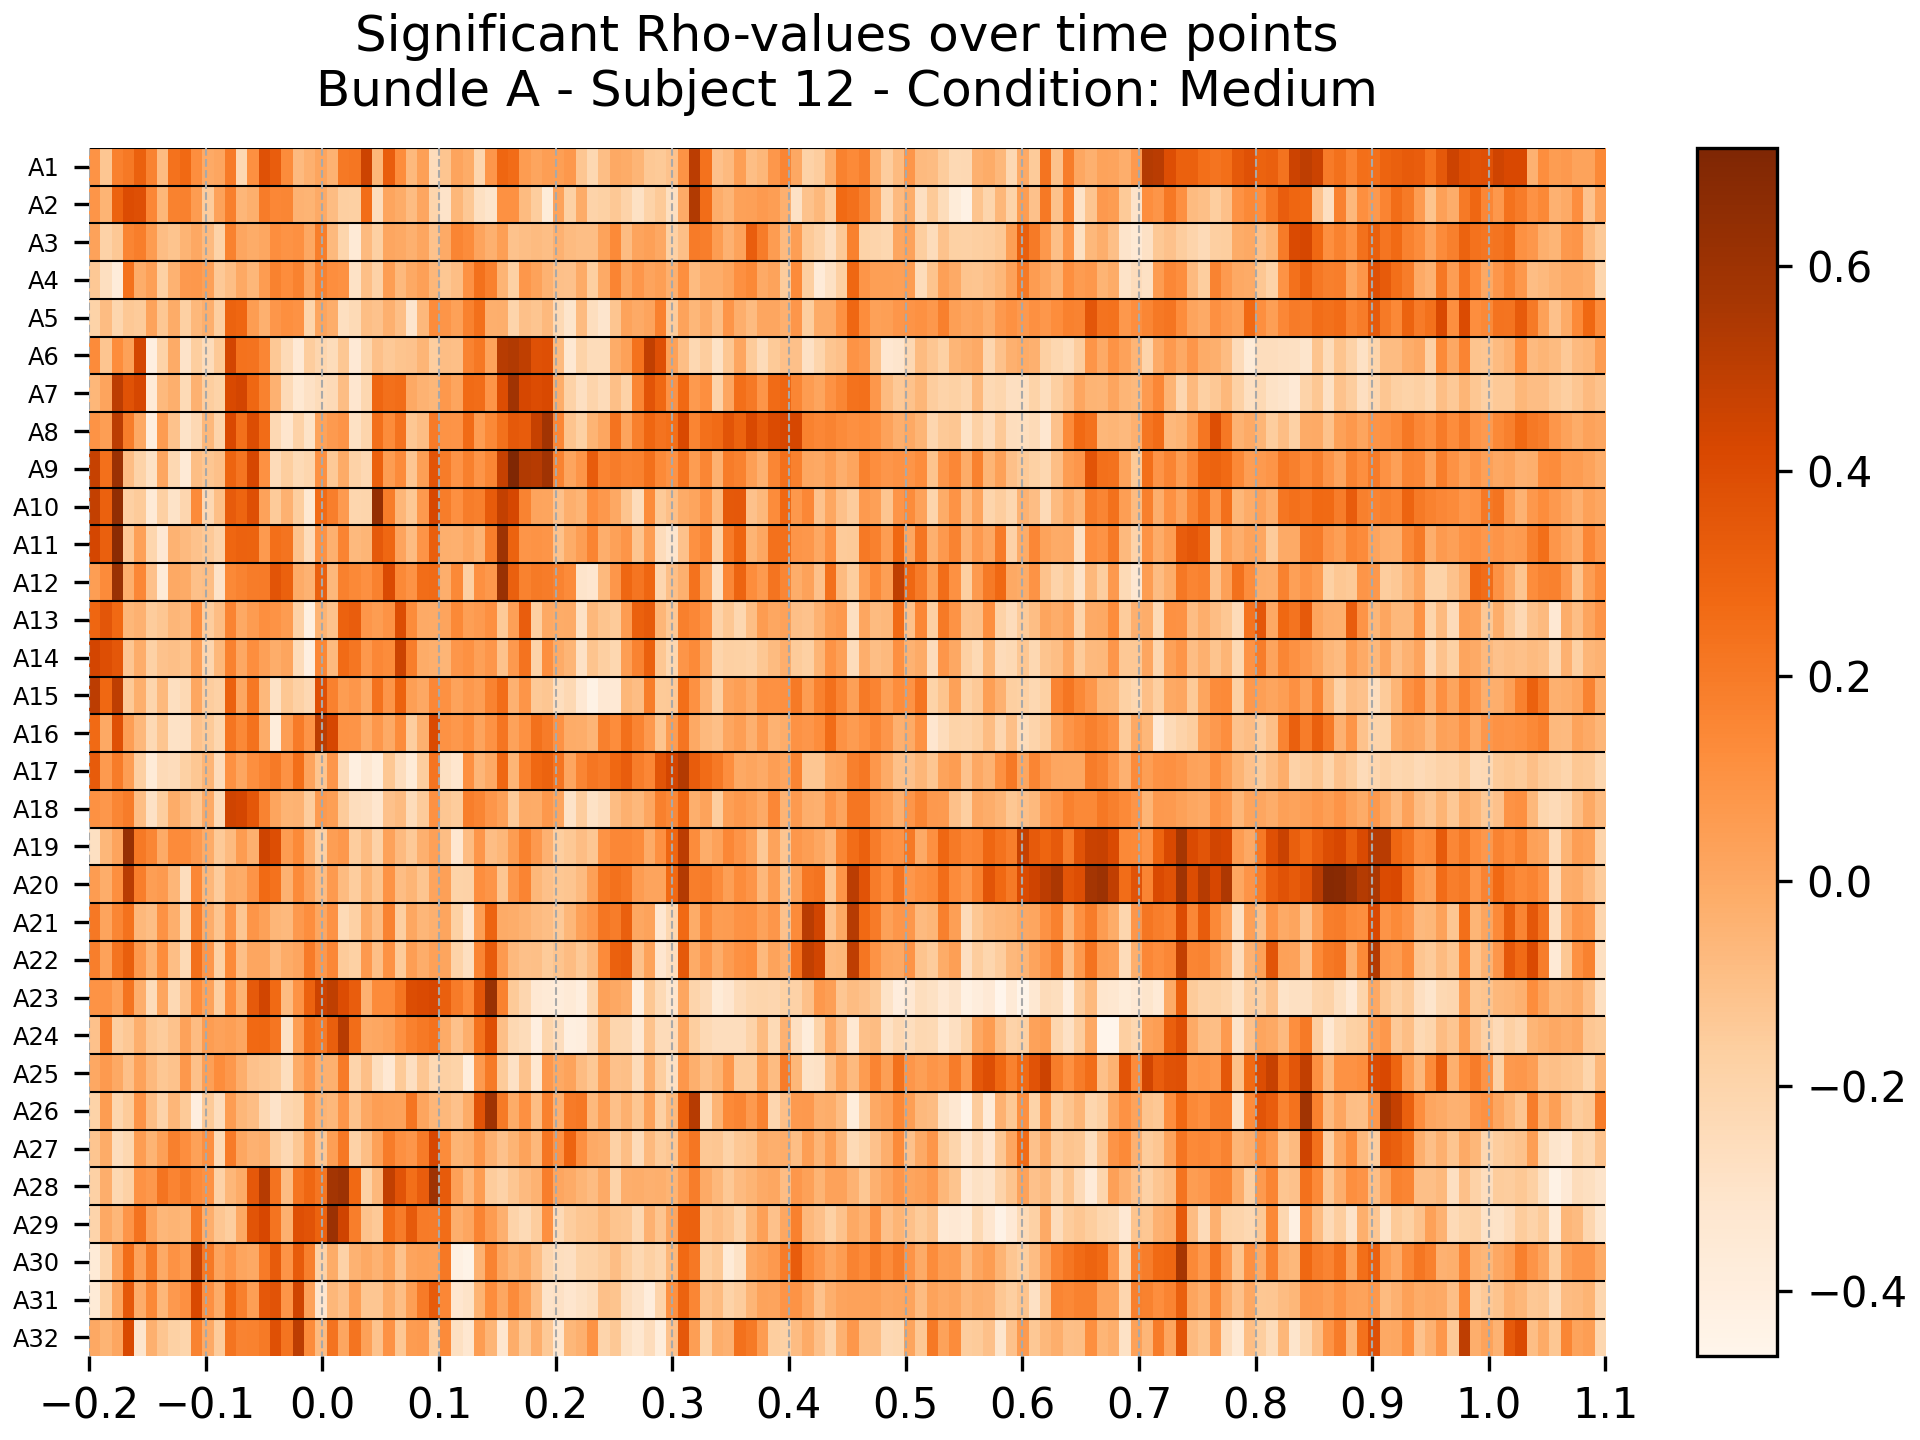 Significant Rho-values over time points
Bundle A - Subject 12 - Condition: Medium
A1
A2
A3
A4
A5
A6
A7
A8
A9
A10
A11
A12
A13
A14
A15
A16
A17
A18
A19
A20
A21
A22
A23
A24
A25
A26
A27
A28
A29
A30
A31
A32
−0.2 −0.1 0.0 0.1 0.2 0.3 0.4 0.5 0.6 0.7 0.8 0.9 1.0 1.1
0.6
0.4
0.2
0.0
−0.2
−0.4